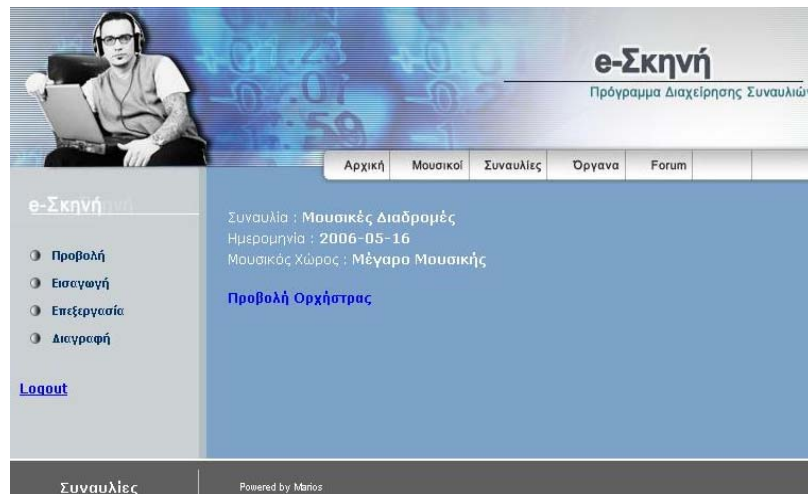 e-Σκηνή
Πρόγραμμα Διαχείρησης Συναυλιών
Αρχική Μουσικοί Συναυλίες Όργανα Forum
e-Σκηνή
Προβολή
Εισαγωγή
Επεξεργασία
Διαγραφή
Logout
Συναυλία : Μουσικές Διαδρομές
Ημερομηνία : 2006-05-16
Μουσικός Χώρος : Μέγαρο Μουσικής
Προβολή Ορχήστρας
Συναυλίες
Powered by Marios